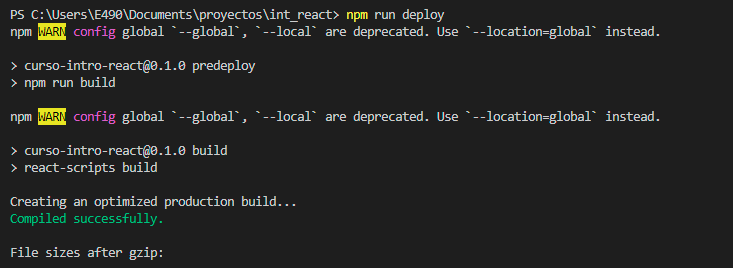 PS C:\Users\E490\Documents\proyectos\int_react> npm run deploy
npm WARN config global `--global`, `--local` are deprecated. Use `--location=global` instead.
> curso-intro-react@0.1.0 predeploy
> npm run build
npm WARN config global `--global`, `--local` are deprecated. Use `--location=global` instead.
> curso-intro-react@0.1.0 build
> react-scripts build
Creating an optimized production build...
Compiled successfully.
File sizes after gzip: